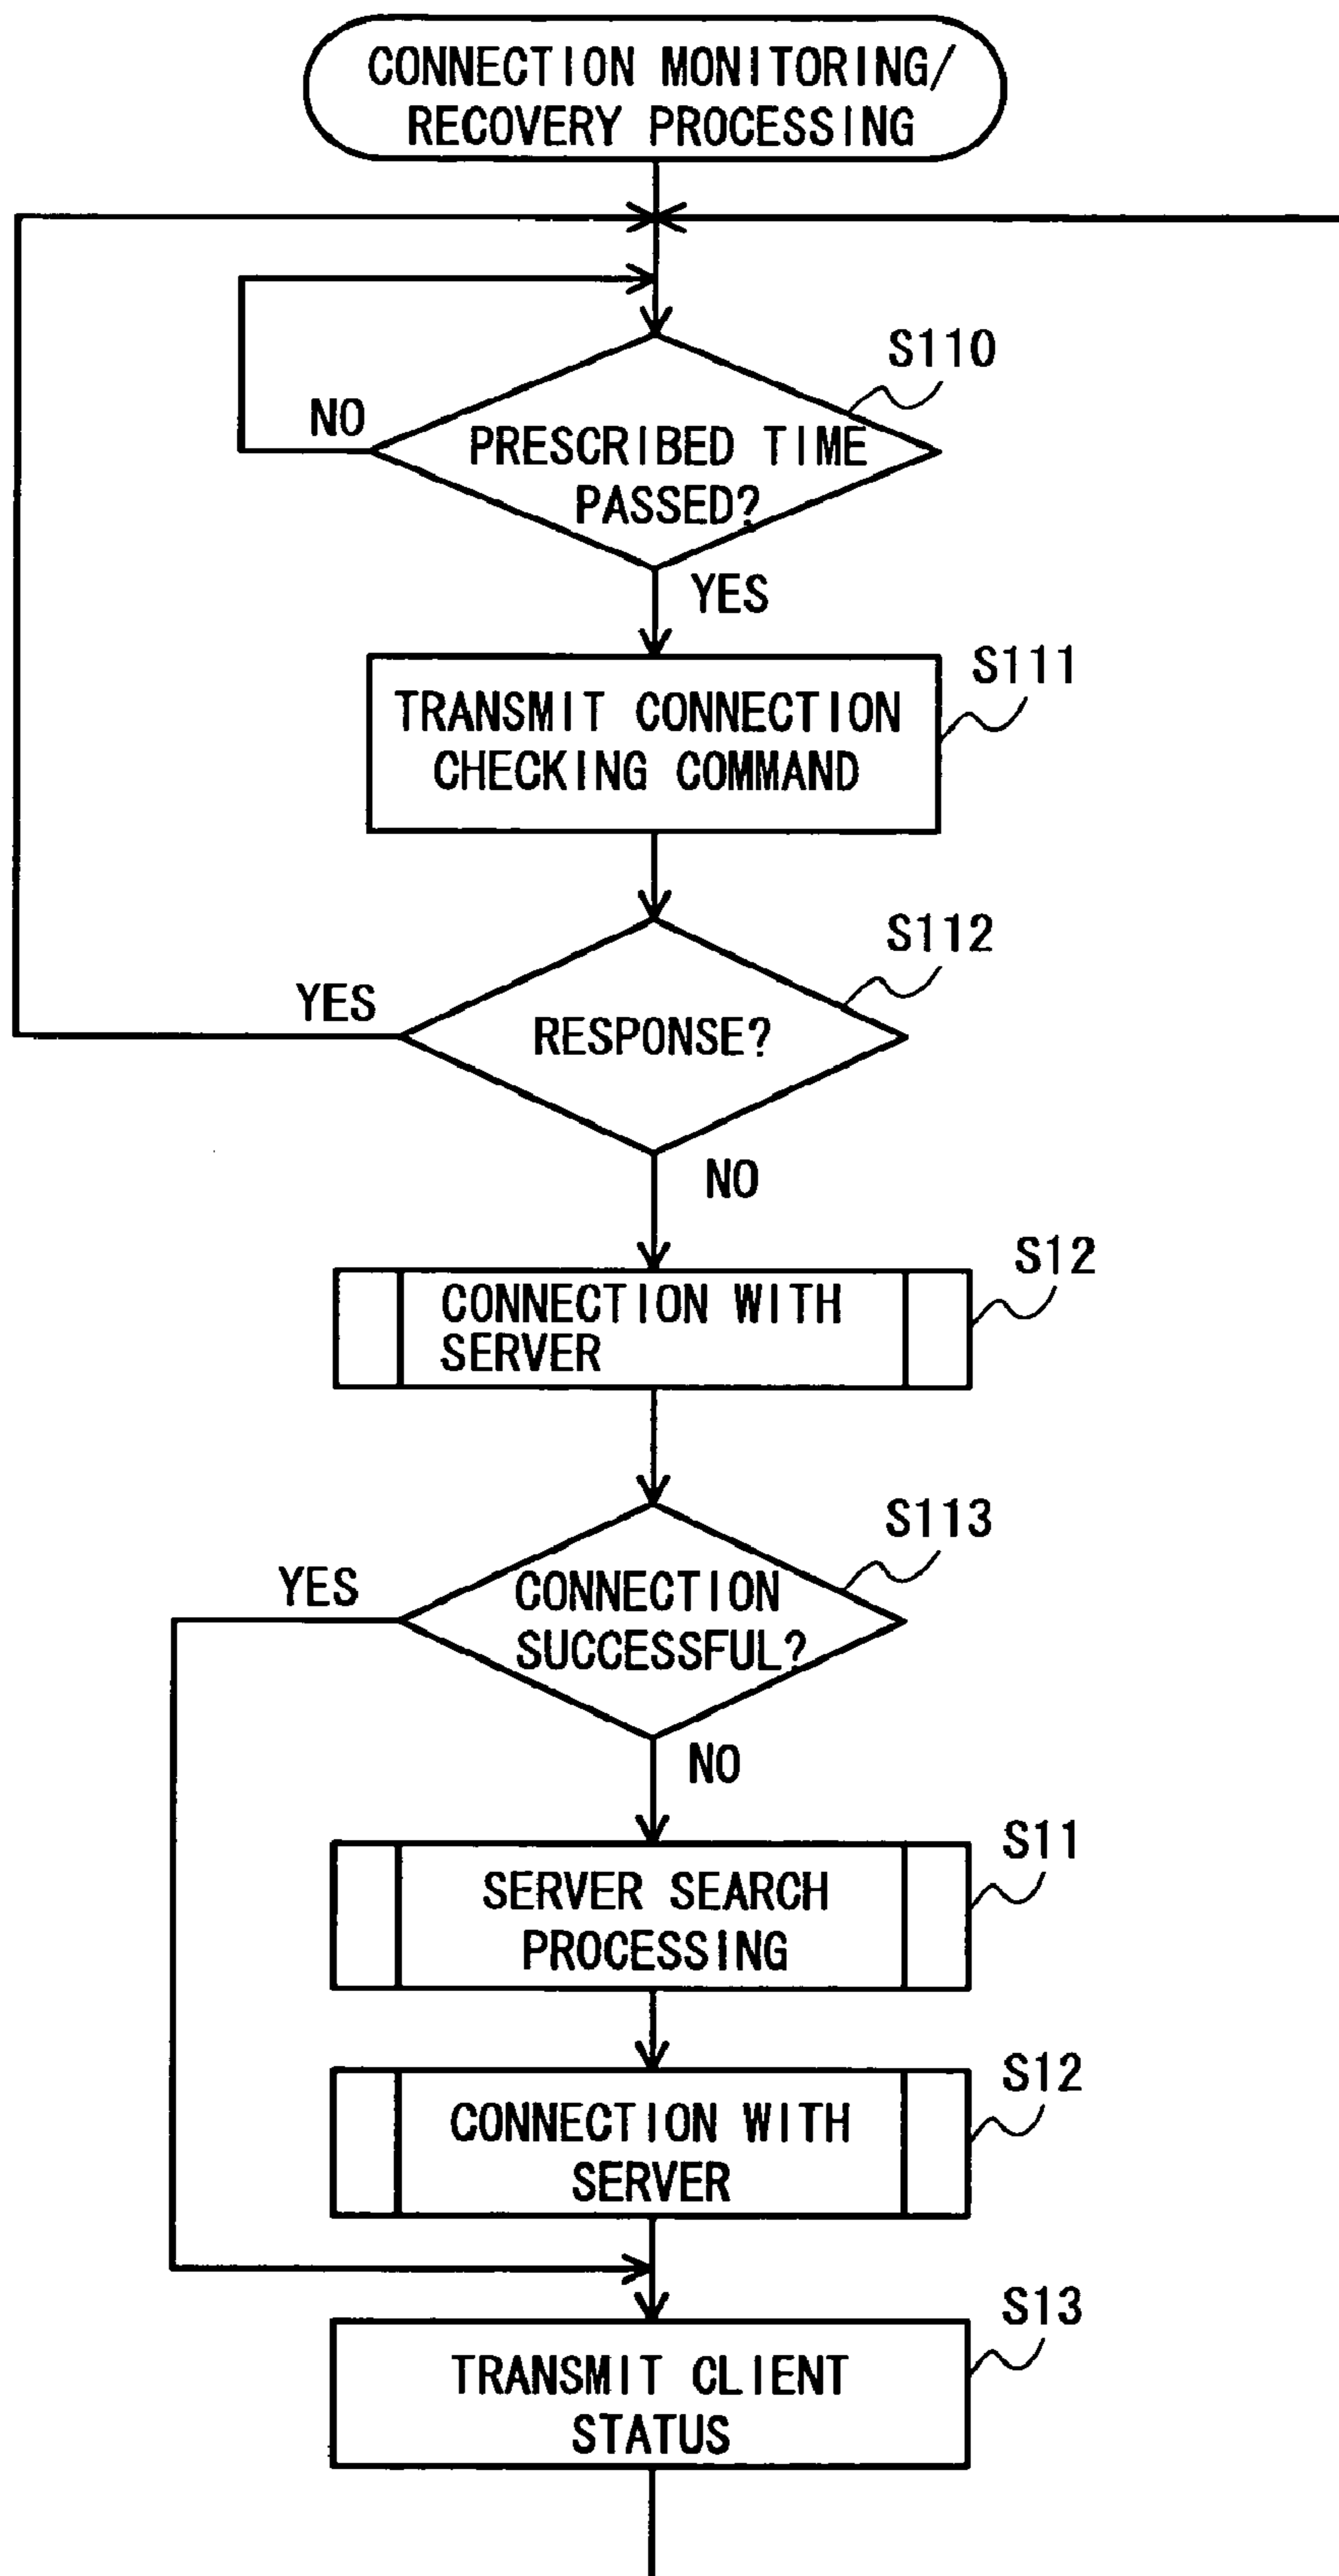 CONNECTION MONITORING/
RECOVERY PROCESSING
S110
NO
PRESCRIBED TIME
PASSED?
YES
S111
TRANSMIT CONNECTION
CHECKING COMMAND
S112
YES
RESPONSE?
NO
S12
CONNECTION WITH
SERVER
S113
YES
CONNECTION
SUCCESSFUL?
NO
S11
SERVER SEARCH
PROCESSING
S12
CONNECTION WITH
SERVER
S13
TRANSMIT CLIENT
STATUS